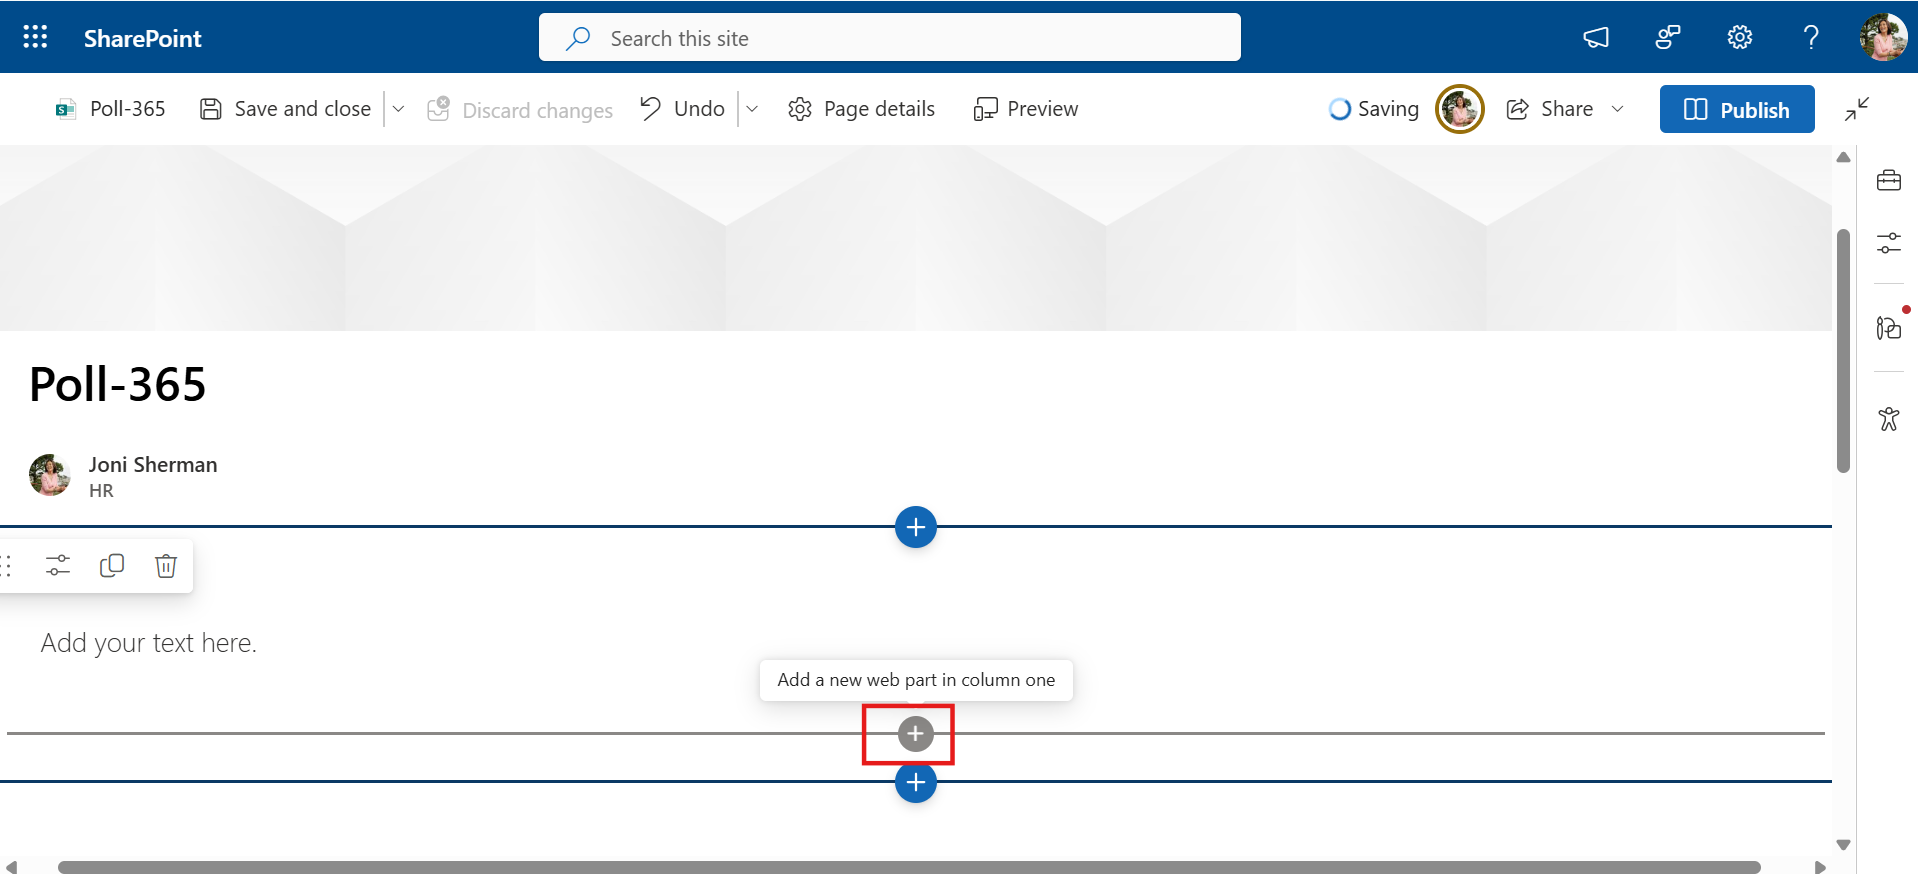 SharePoint
Search this site
Poll-365
Save and close
Discard changes
Undo
Page details
Preview
Saving
Share
Publish
Poll-365
Joni Sherman
HR
Add your text here.
Add a new web part in column one